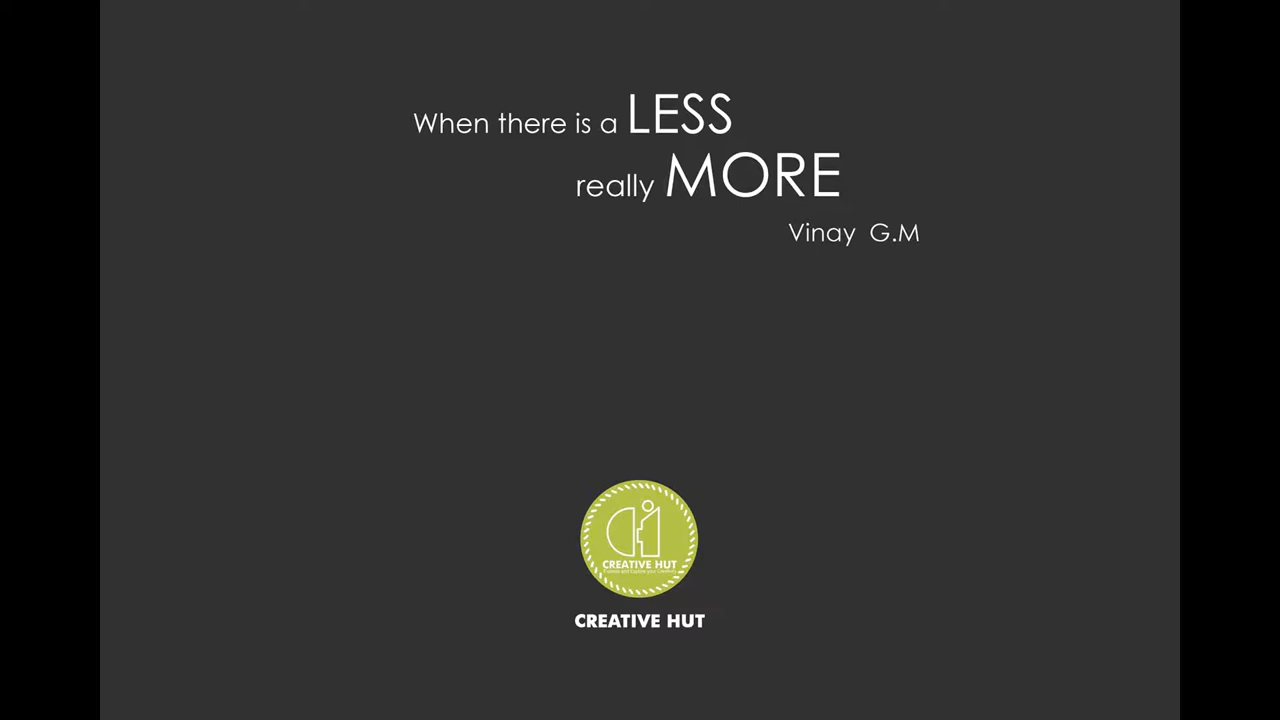 When there is a LESS
really MORE
Vinay G.M
CREATIVE HUT
CREATIVE HUT